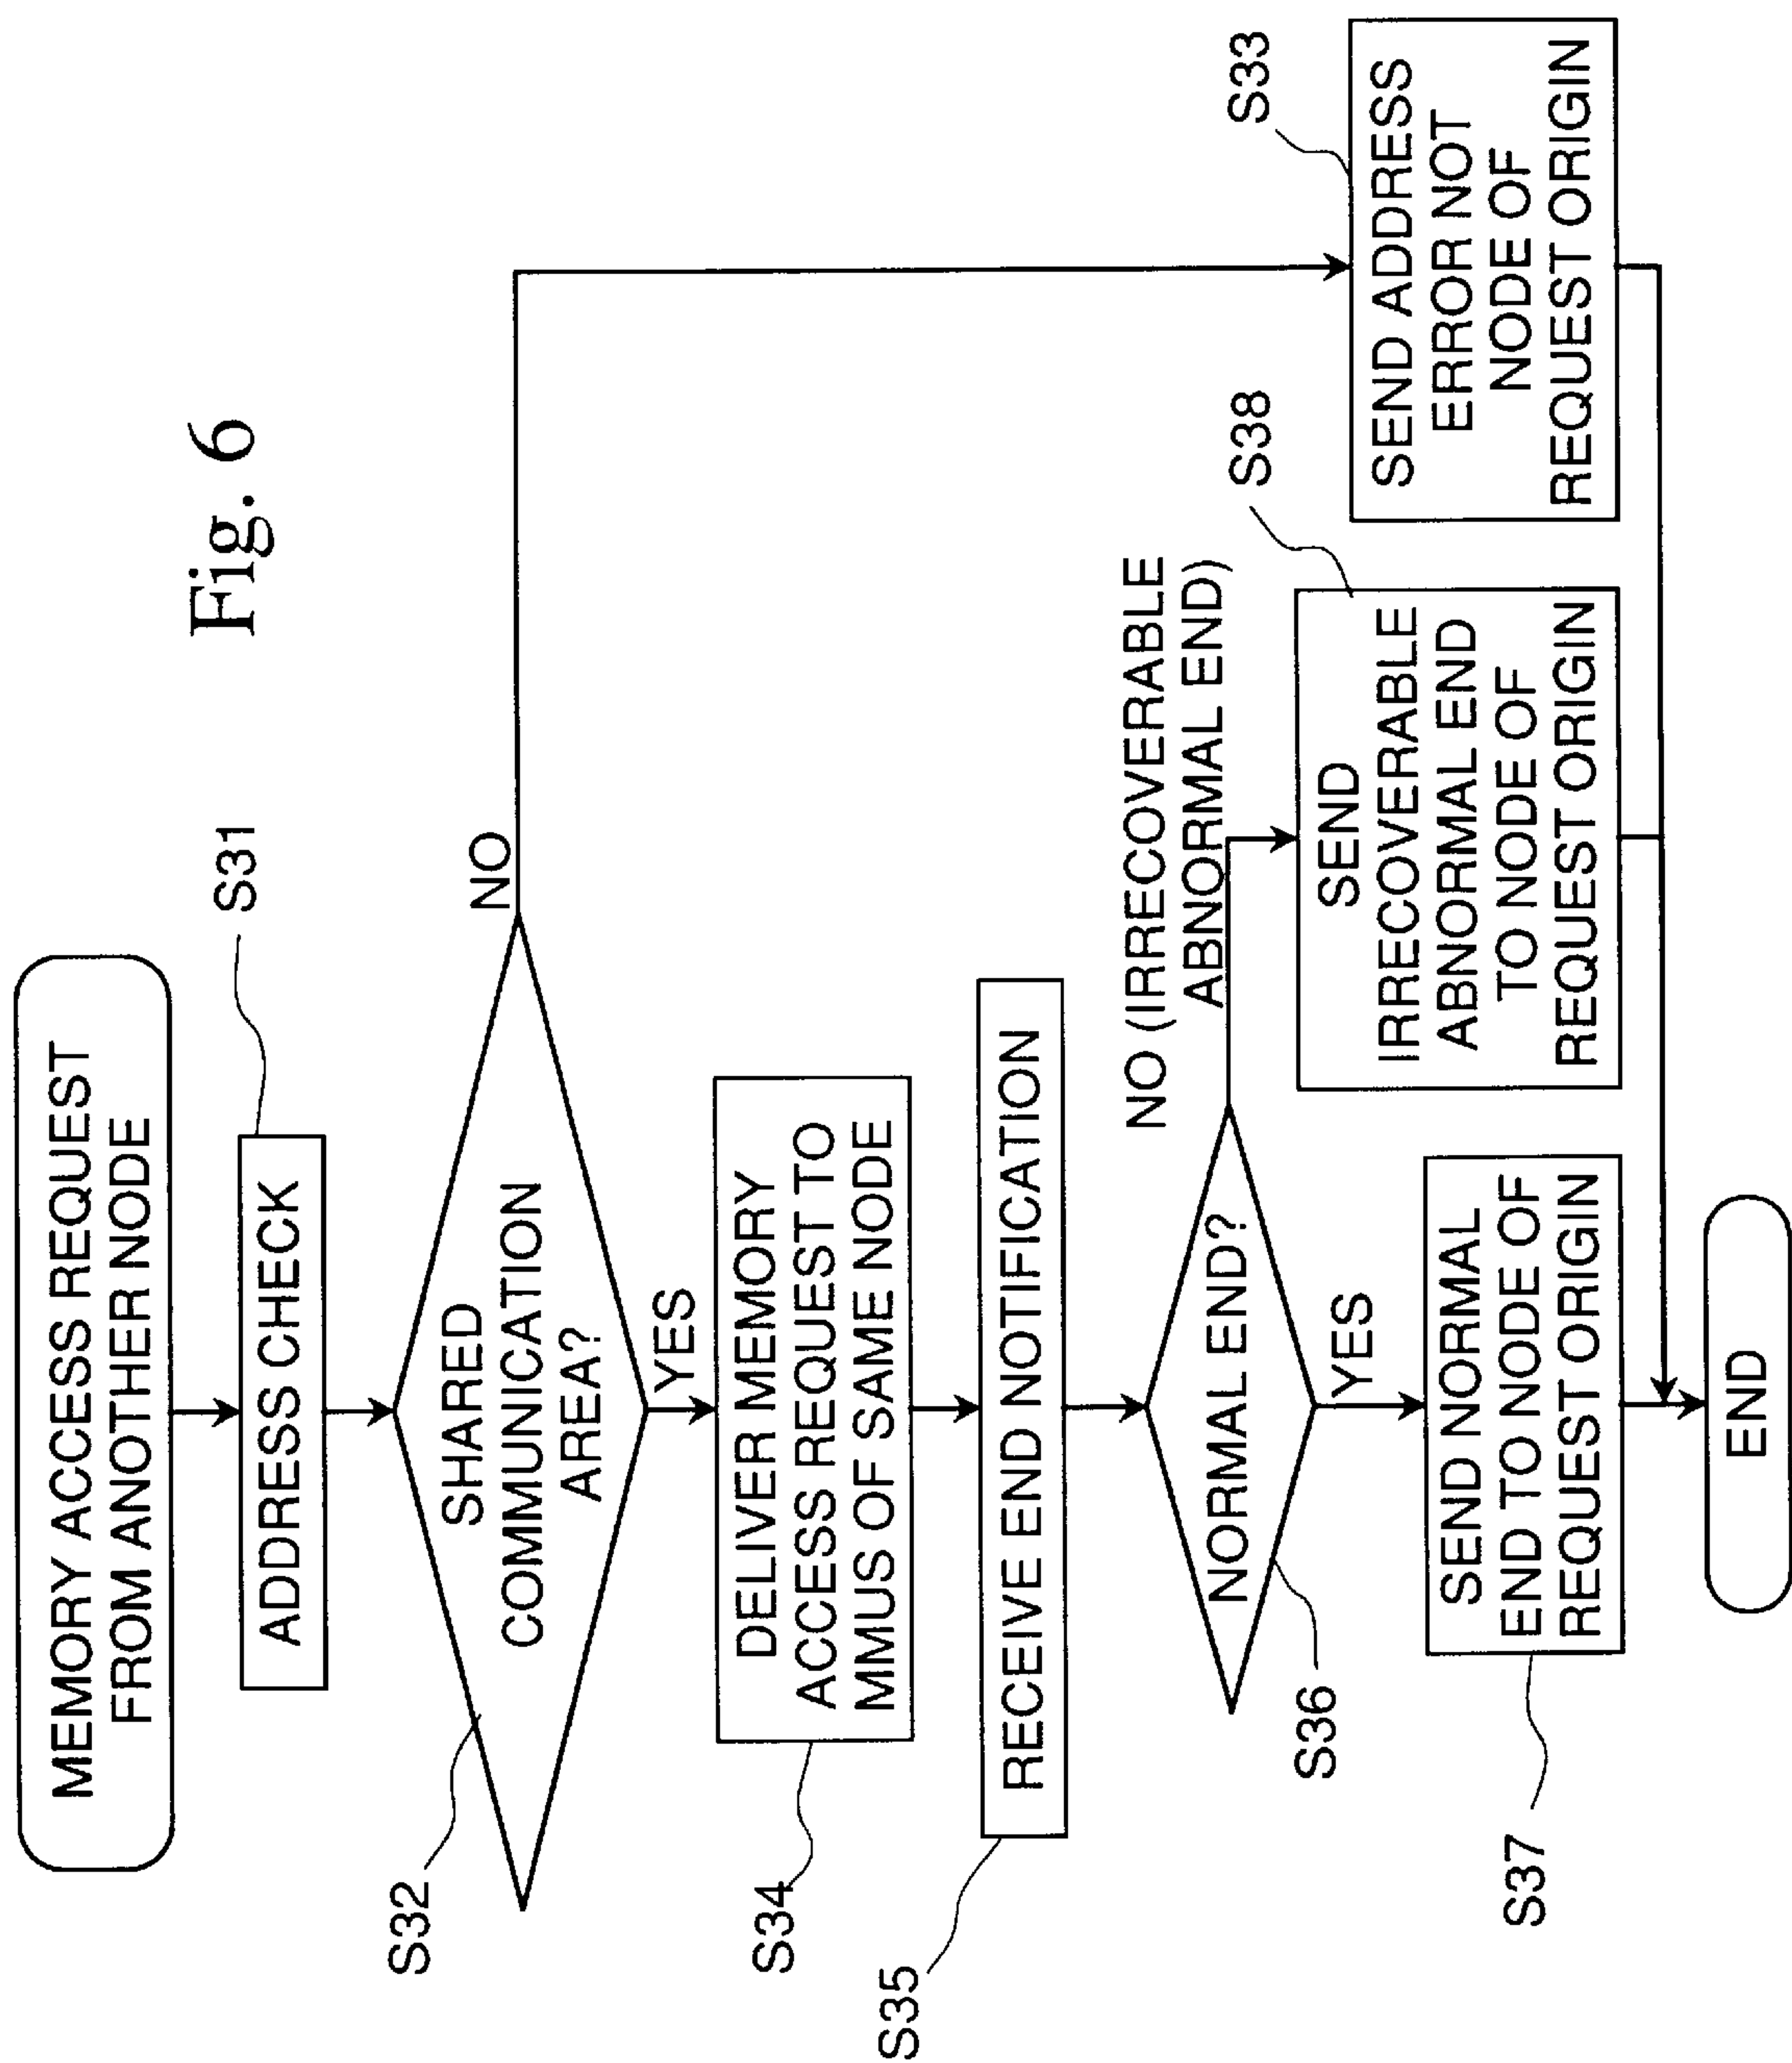 Fig. 6
MEMORY ACCESS REQUEST
FROM ANOTHER NODE
S31
ADDRESS CHECK
S32
SHARED
COMMUNICATION
AREA?
NO
YES
S34
DELIVER MEMORY
ACCESS REQUEST TO
MMUS OF SAME NODE
S35
RECEIVE END NOTIFICATION
S36
NORMAL END?
NO (IRRECOVERABLE
ABNORMAL END)
YES
S37
SEND NORMAL
END TO NODE OF
REQUEST ORIGIN
S38
SEND
IRRECOVERABLE
ABNORMAL END
TO NODE OF
REQUEST ORIGIN
S33
SEND ADDRESS
ERROR NOT
NODE OF
REQUEST ORIGIN
END